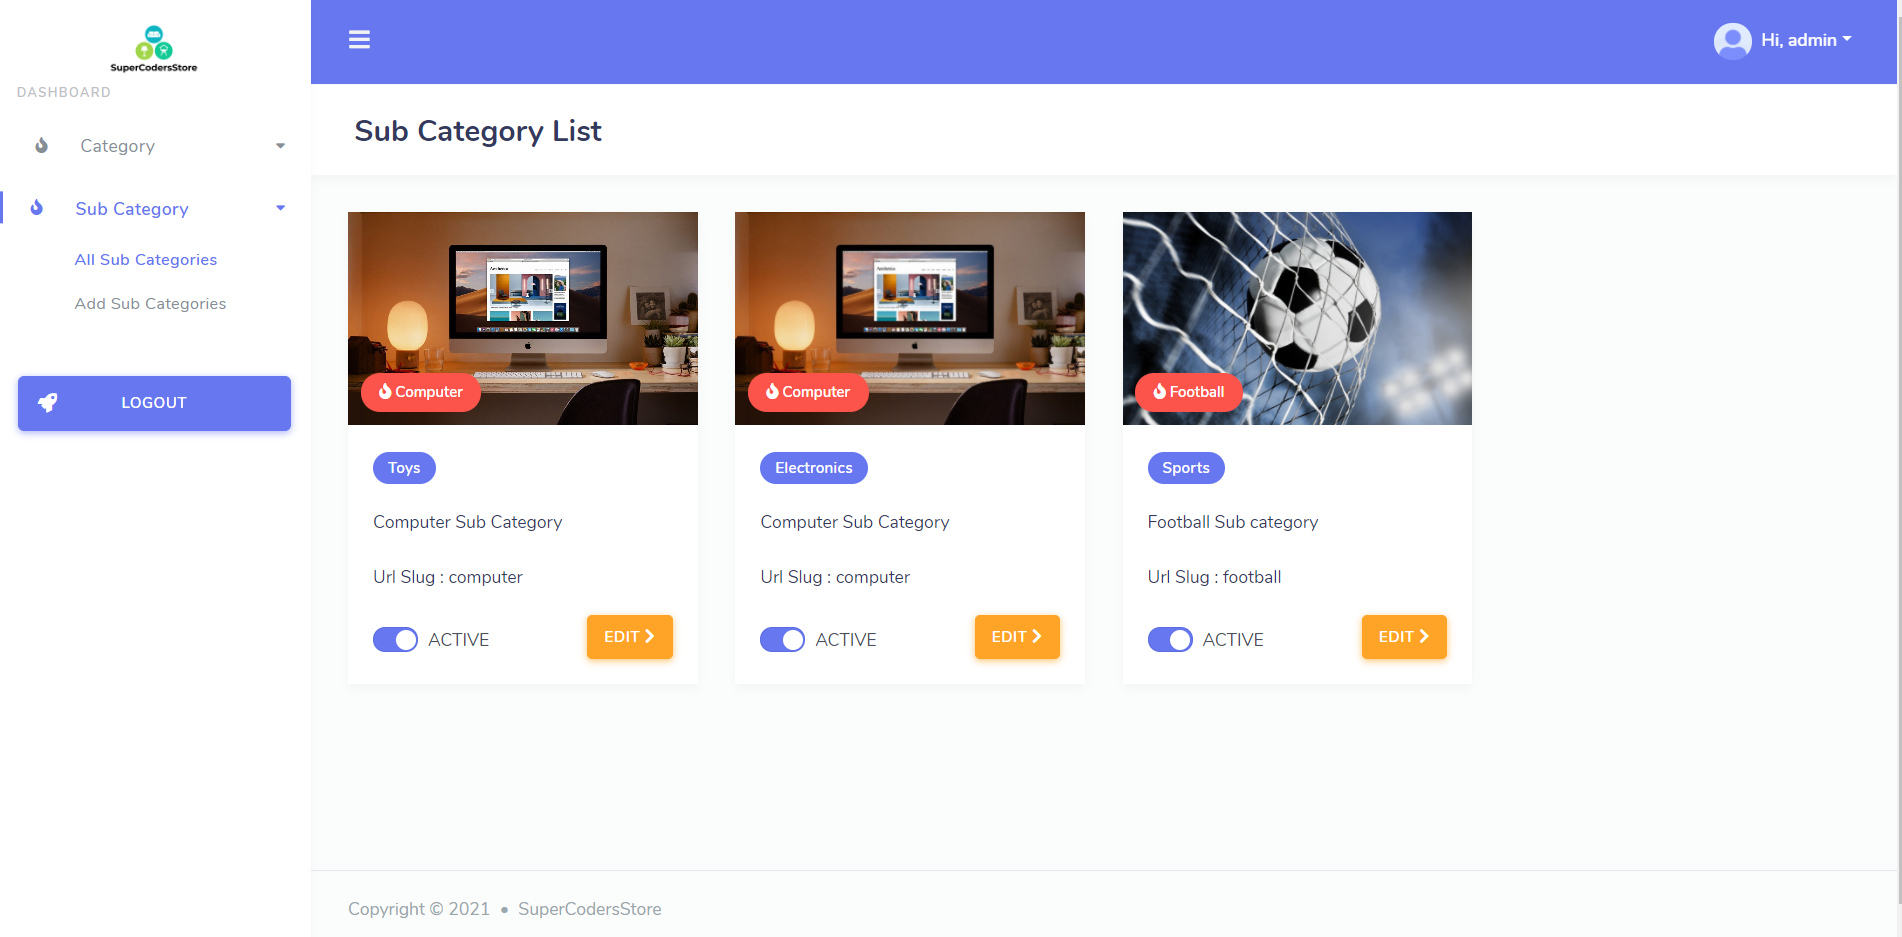 SuperCodersStore
DASHBOARD
Category
Sub Category
All Sub Categories
Add Sub Categories
LOGOUT
Hi, admin
Sub Category List
Computer
Toys
Computer Sub Category
Url Slug : computer
ACTIVE
EDIT
Computer
Electronics
Computer Sub Category
Url Slug : computer
ACTIVE
EDIT
Football
Sports
Football Sub category
Url Slug : football
ACTIVE
EDIT
Copyright © 2021 • SuperCodersStore